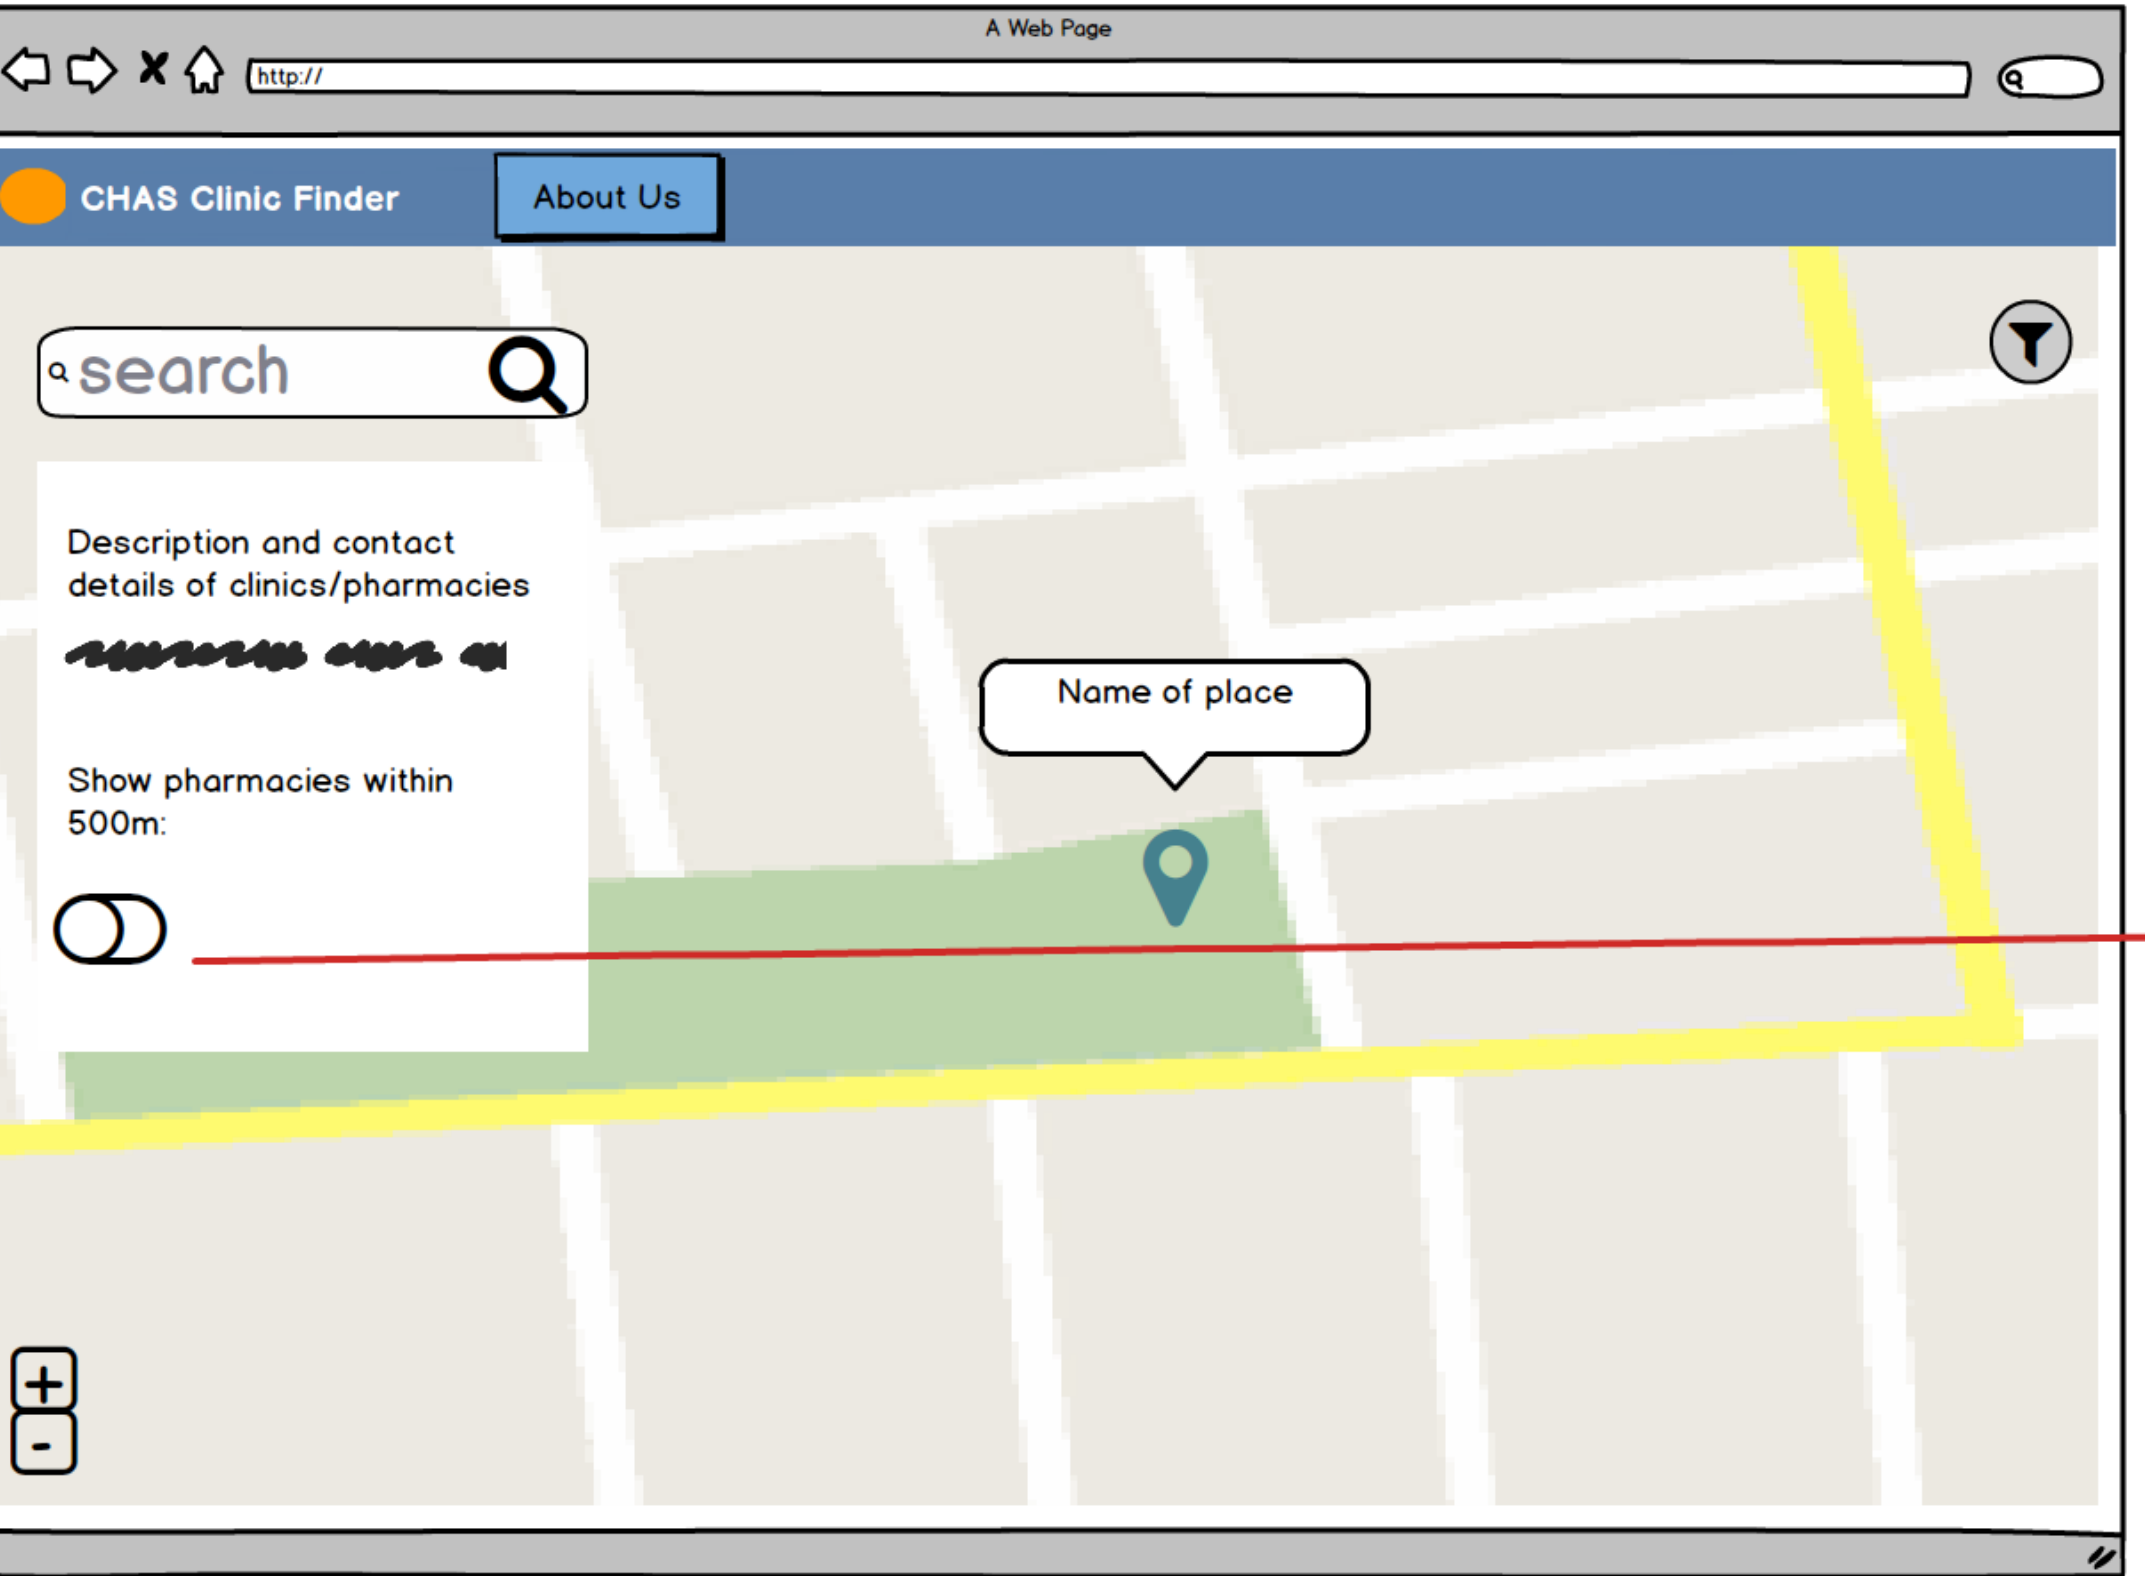 A Web Page
http://
CHAS Clinic Finder
About Us
search
Description and contact
details of clinics/pharmacies
Name of place
Show pharmacies within
500m:
+
-